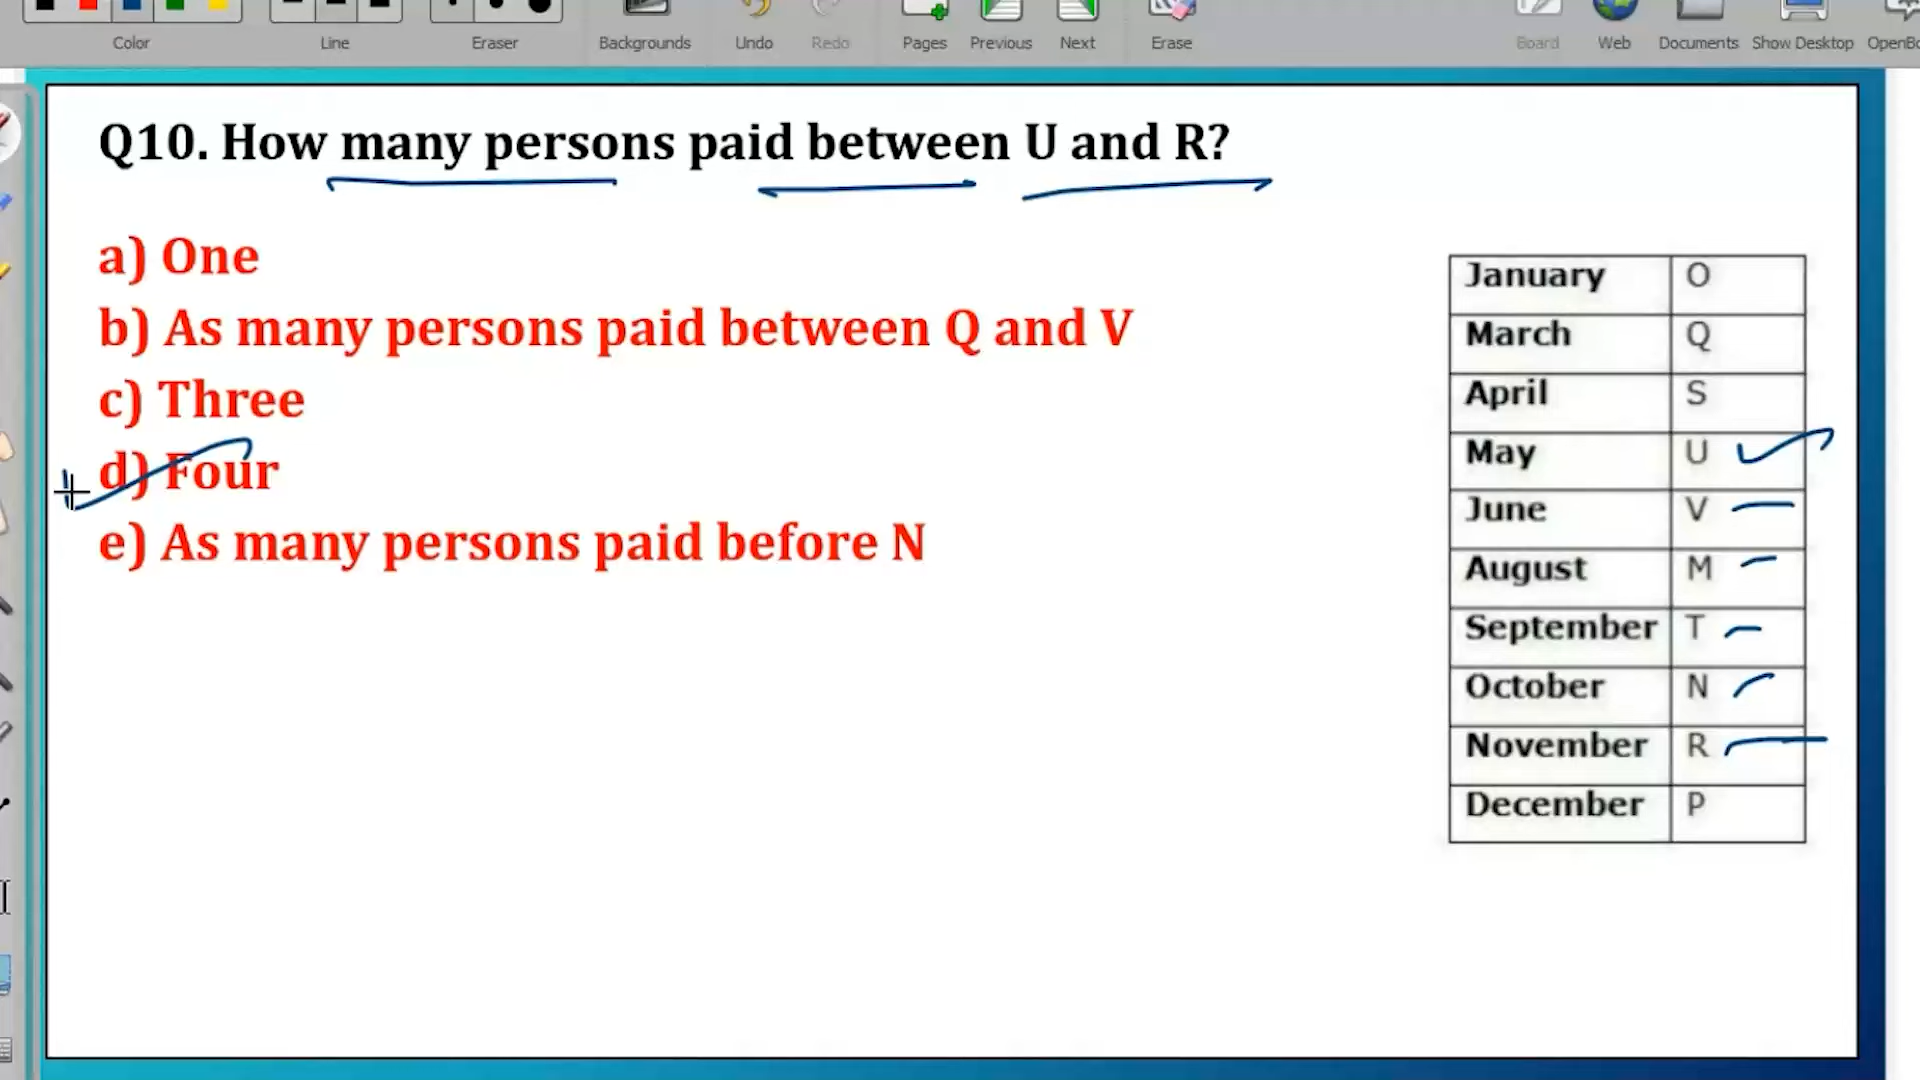 Color Line Eraser Backgrounds Undo Redo Pages Previous Next Erase Board Web Documents Show Desktop
Q10. How many persons paid between U and R?
a) One
b) As many persons paid between Q and V
c) Three
d) Four
e) As many persons paid before N
January O
March Q
April S
May U
June V
August M
September T
October N
November R
December P